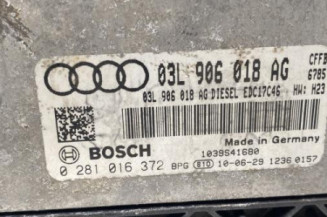 03L 906 018 AG CFFB
03L 906 018 AG DIESEL EDC17C46 HW: H23
Made in Germany
BOSCH 1039S41680
0 281 016 372 BPG 10-06-29 1236 0157